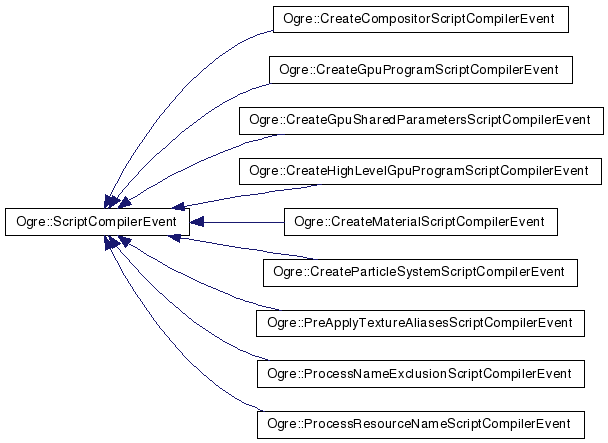 Ogre::CreateCompositorScriptCompilerEvent
Ogre::CreateGpuProgramScriptCompilerEvent
Ogre::CreateGpuSharedParametersScriptCompilerEvent
Ogre::CreateHighLevelGpuProgramScriptCompilerEvent
Ogre::ScriptCompilerEvent
Ogre::CreateMaterialScriptCompilerEvent
Ogre::CreateParticleSystemScriptCompilerEvent
Ogre::PreApplyTextureAliasesScriptCompilerEvent
Ogre::ProcessNameExclusionScriptCompilerEvent
Ogre::ProcessResourceNameScriptCompilerEvent